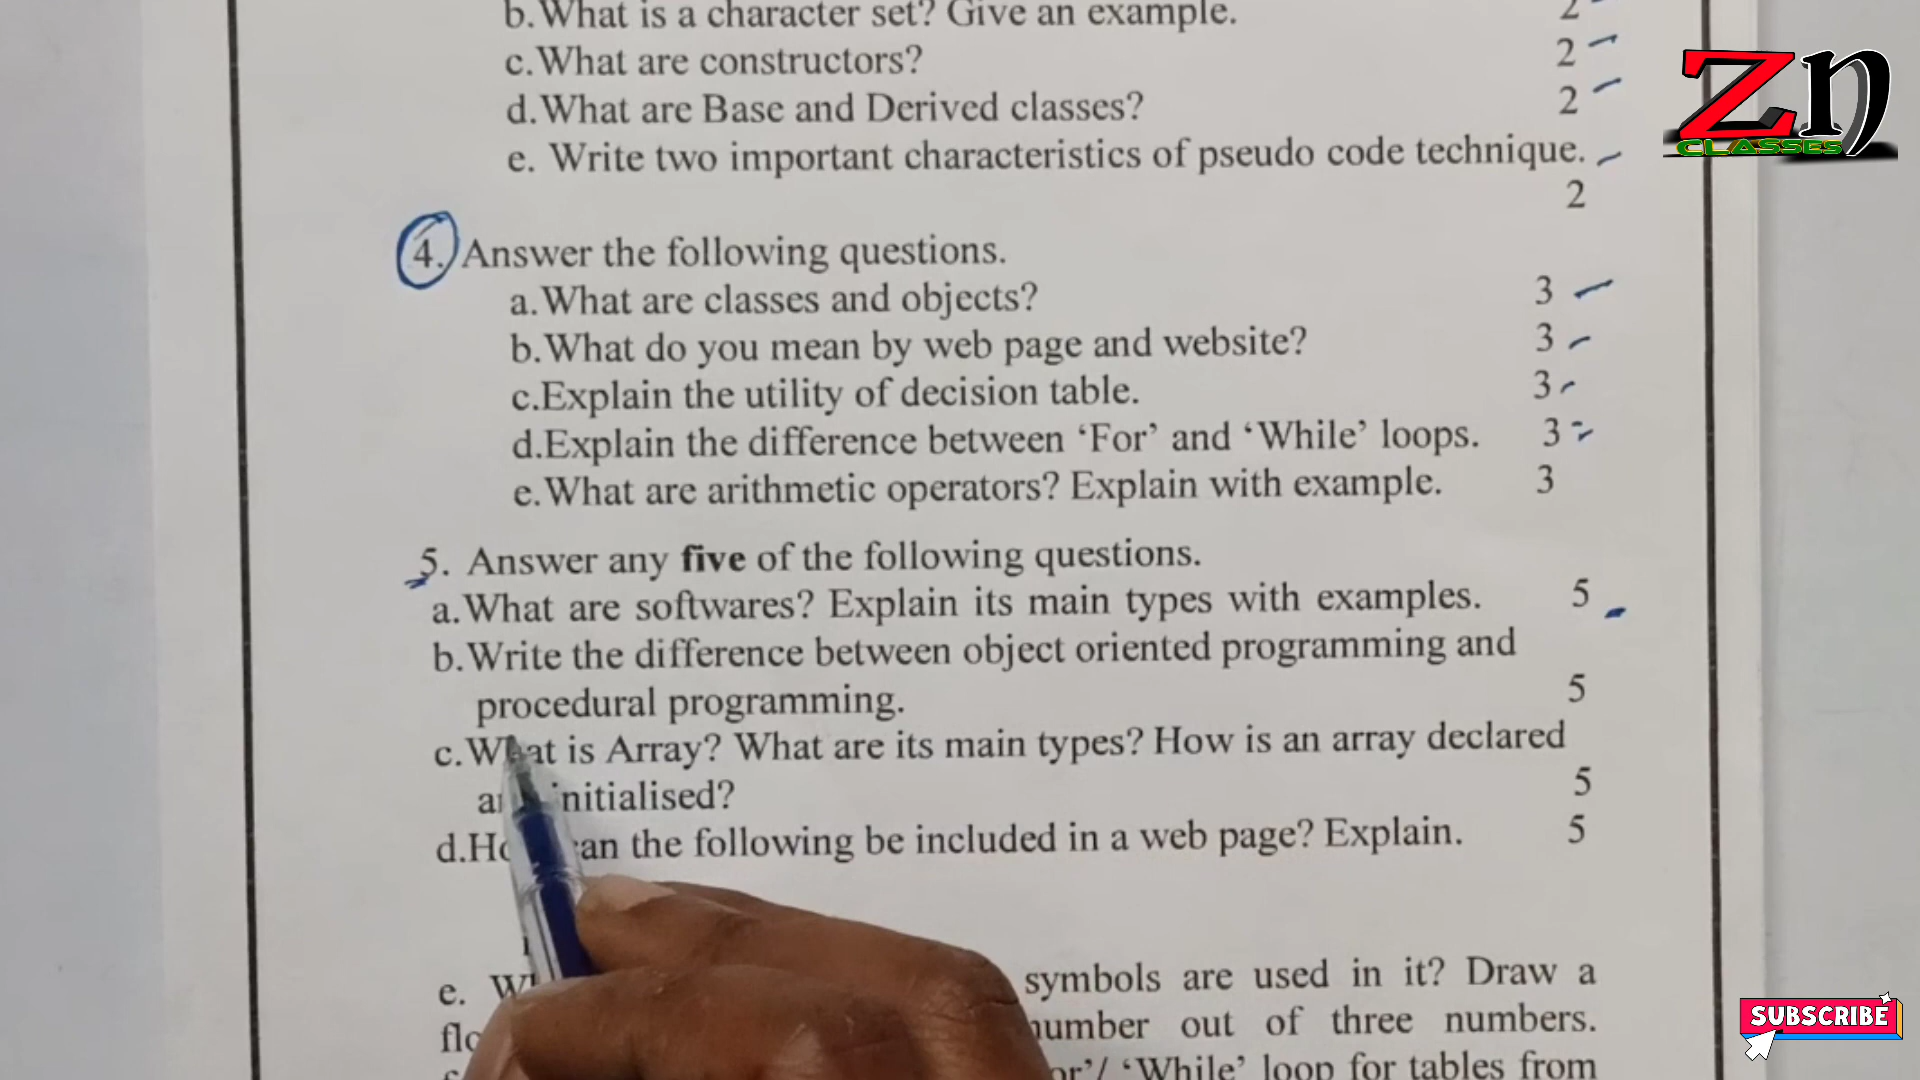 b. What is a character set? Give an example. 2
c. What are constructors? 2
d. What are Base and Derived classes? 2
e. Write two important characteristics of pseudo code technique.
2
4. Answer the following questions.
a. What are classes and objects? 3
b. What do you mean by web page and website? 3
c. Explain the utility of decision table. 3
d. Explain the difference between ‘For’ and ‘While’ loops. 3
e. What are arithmetic operators? Explain with example. 3
5. Answer any five of the following questions.
a. What are softwares? Explain its main types with examples. 5
b. Write the difference between object oriented programming and
procedural programming. 5
c. What is Array? What are its main types? How is an array declared
initialised? 5
d. the following be included in a web page? Explain. 5
e. symbols are used in it? Draw a
number out of three numbers.
‘While’ loop for tables from
Zn
CLASSES
SUBSCRIBE